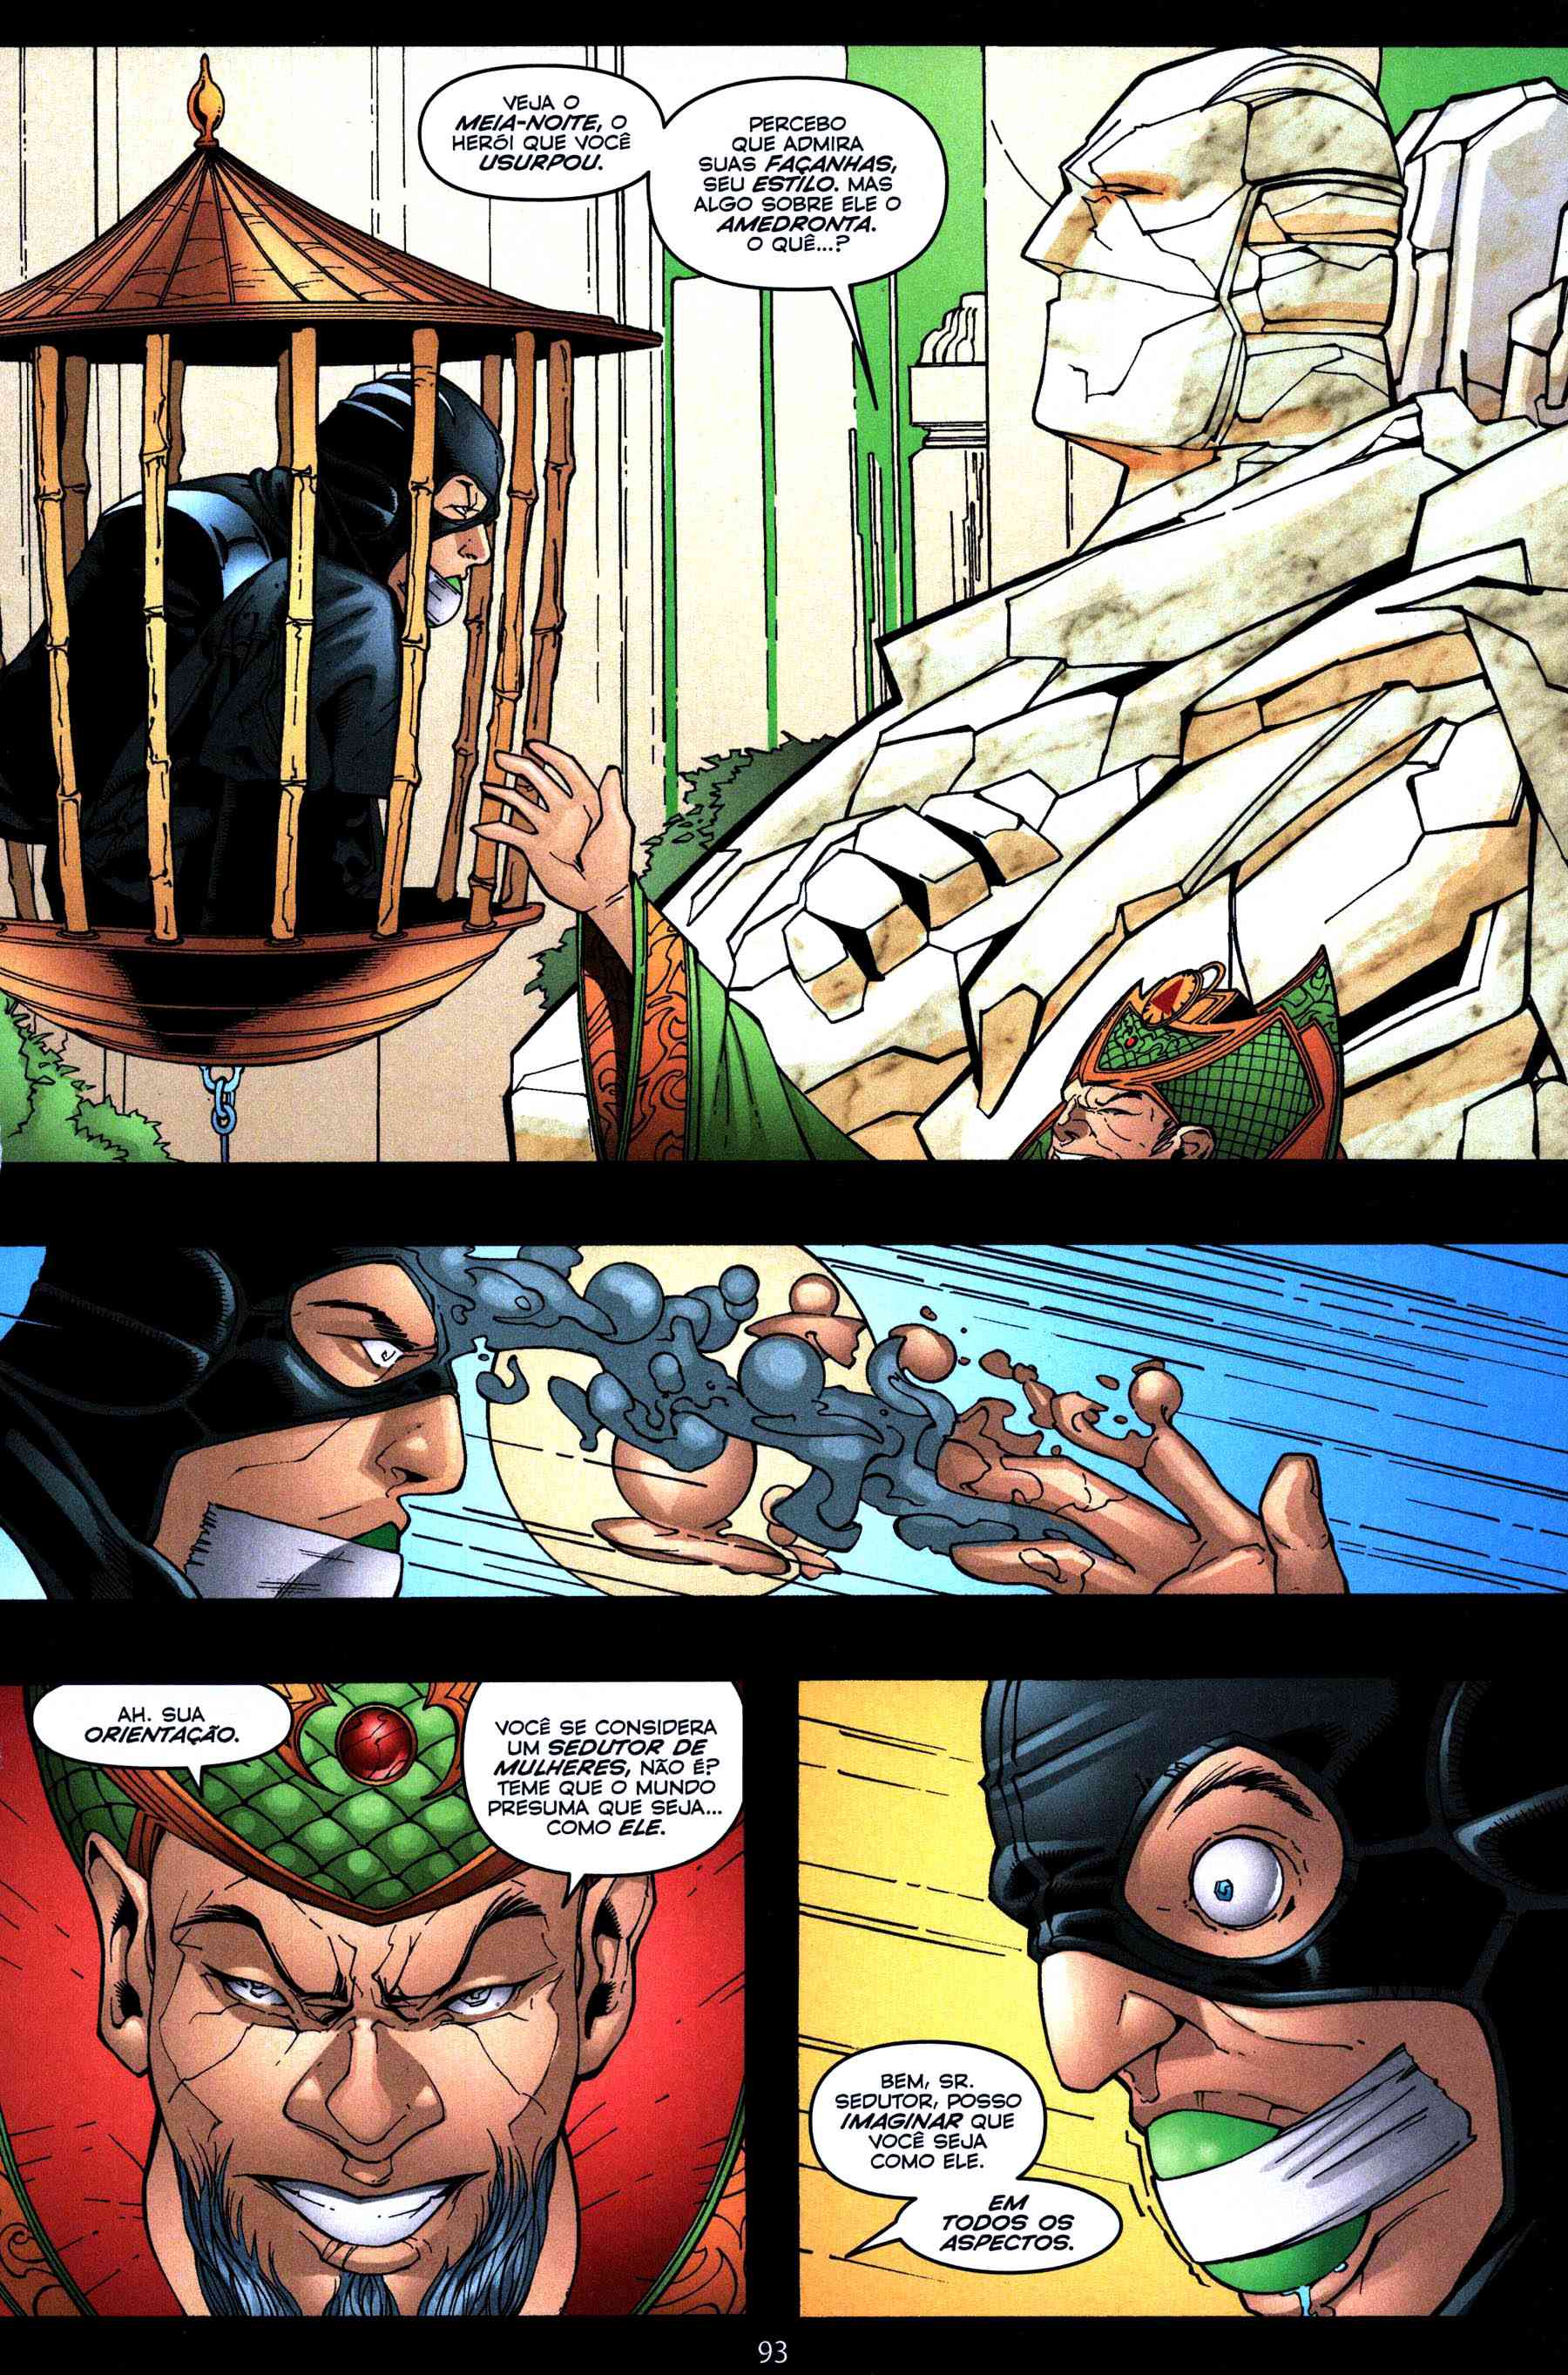 VEJA O
MEIA-NOITE, O
HERÓI QUE VOCÊ
USURPOU.
PERCEBO
QUE ADMIRA
SUAS FAÇANHAS,
SEU ESTILO. MAS
ALGO SOBRE ELE O
AMEDRONTA.
O QUÊ...?
AH. SUA
ORIENTAÇÃO.
VOCÊ SE CONSIDERA
UM SEDUTOR DE
MULHERES, NÃO É?
TEME QUE O MUNDO
PRESUMA QUE SEJA...
COMO ELE.
BEM, SR.
SEDUTOR, POSSO
IMAGINAR QUE
VOCÊ SEJA
COMO ELE.
EM
TODOS OS
ASPECTOS.
93